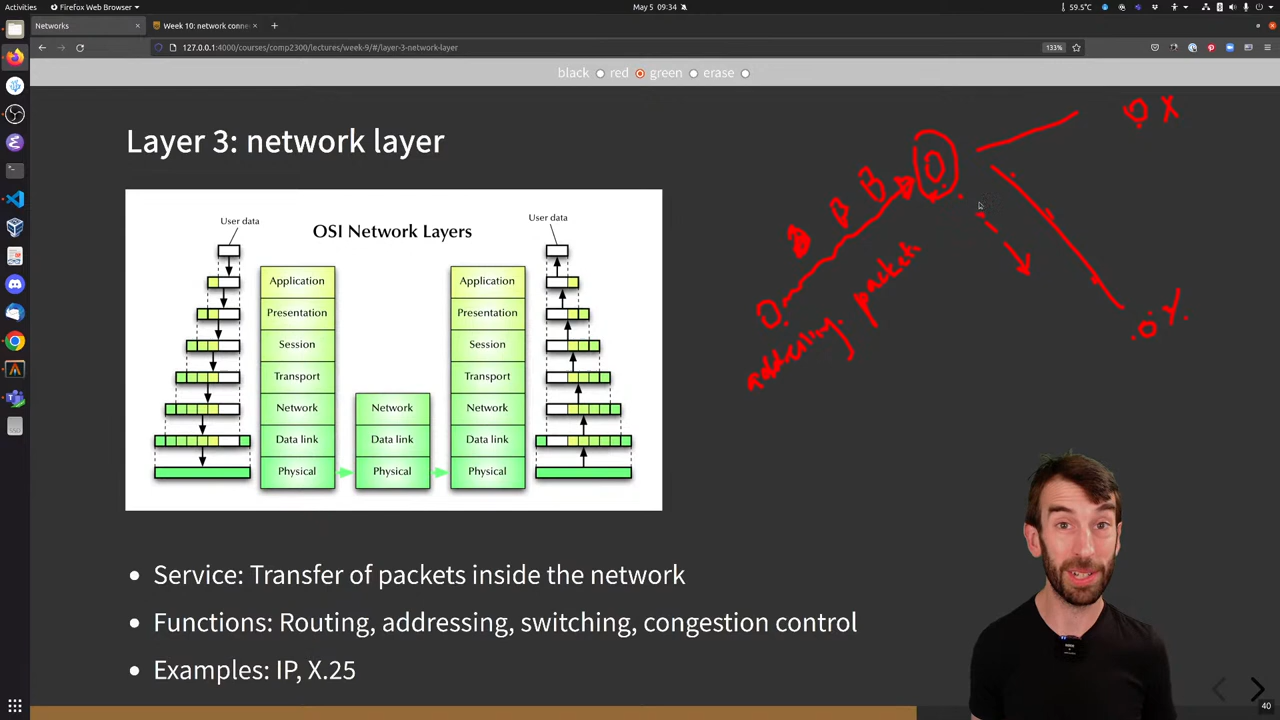 Activities
Firefox Web Browser
May 5 09:34
59.5°C
Networks
Week 10: network conne
127.0.0.1:4000/courses/comp2300/lectures/week-9/#/layer-3-network-layer
133%
black red green erase
Layer 3: network layer
X
User data
User data
OSI Network Layers
Application
Application
Presentation
Presentation
Session
Session
Transport
Transport
Network
Network
Network
Data link
Data link
Data link
Physical
Physical
Physical
packets
Y
Service: Transfer of packets inside the network
Functions: Routing, addressing, switching, congestion control
Examples: IP, X.25
40